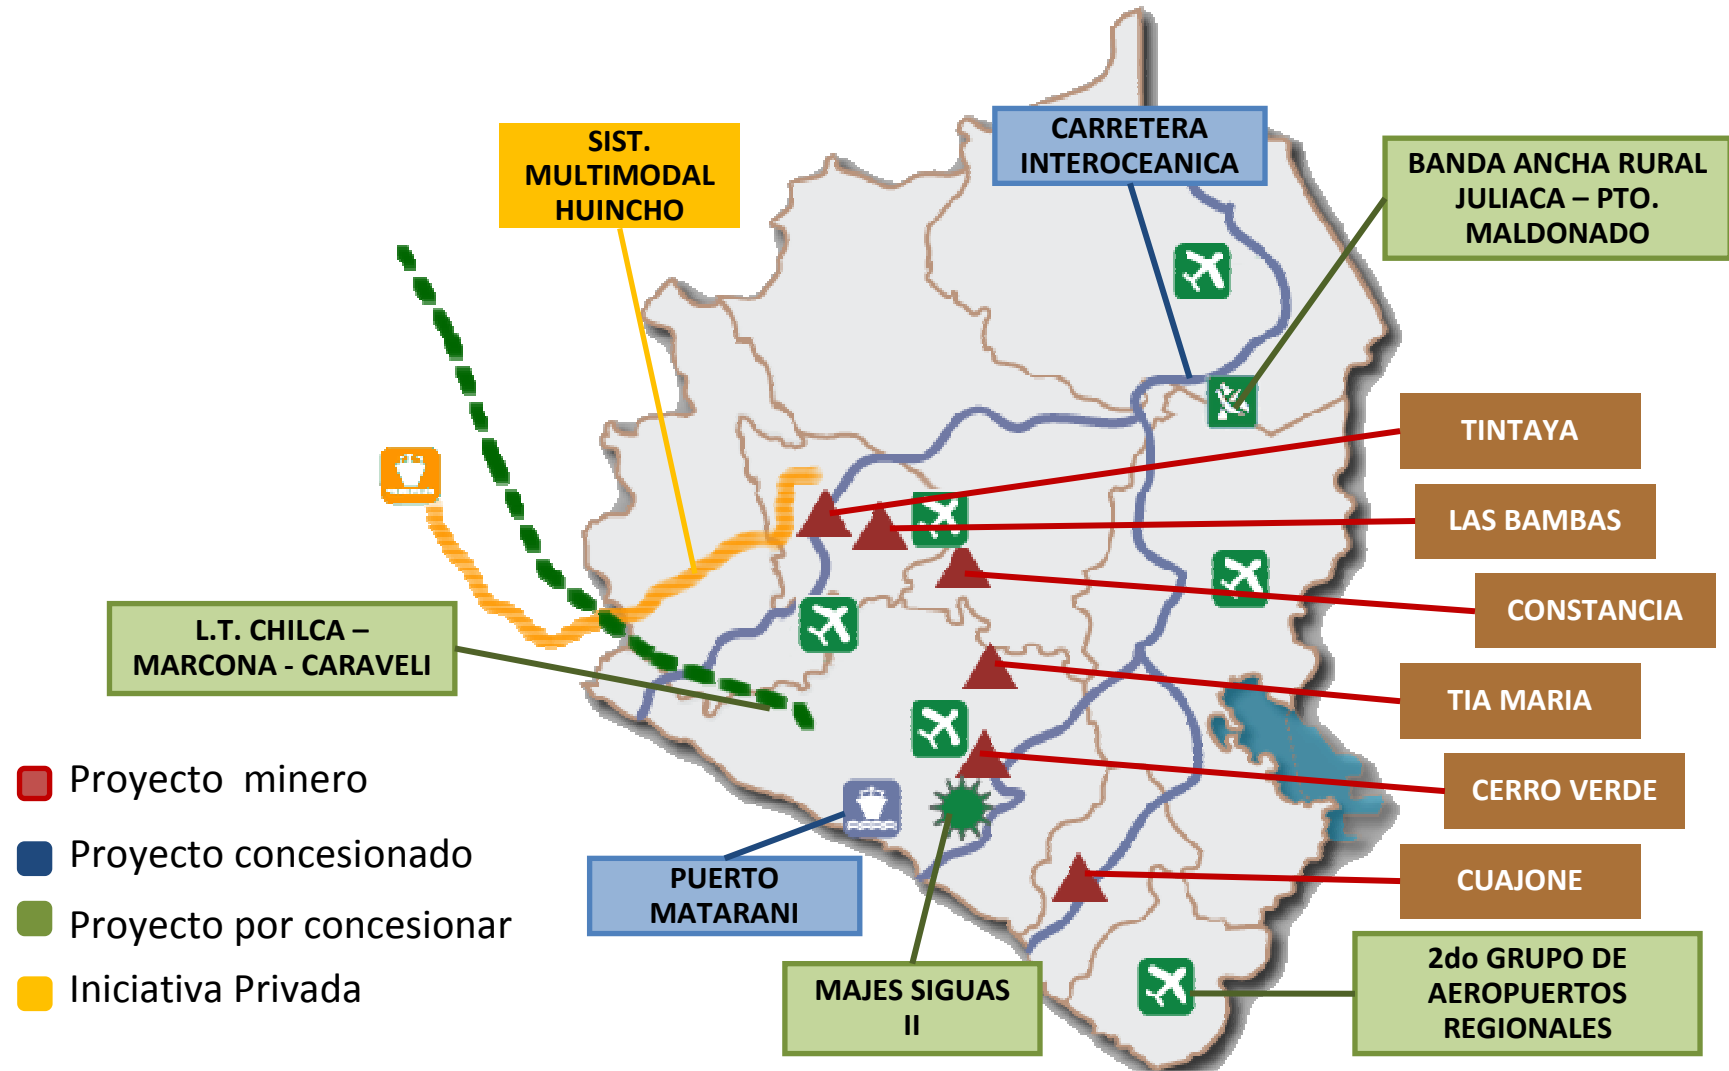 SIST.
MULTIMODAL
HUINCHO
CARRETERA
INTEROCEANICA
BANDA ANCHA RURAL
JULIACA – PTO.
MALDONADO
TINTAYA
LAS BAMBAS
CONSTANCIA
L.T. CHILCA –
MARCONA - CARAVELI
TIA MARIA
CERRO VERDE
CUAJONE
Proyecto  minero
Proyecto concesionado
Proyecto por concesionar
Iniciativa Privada
PUERTO
MATARANI
MAJES SIGUAS
II
2do GRUPO DE
AEROPUERTOS
REGIONALES